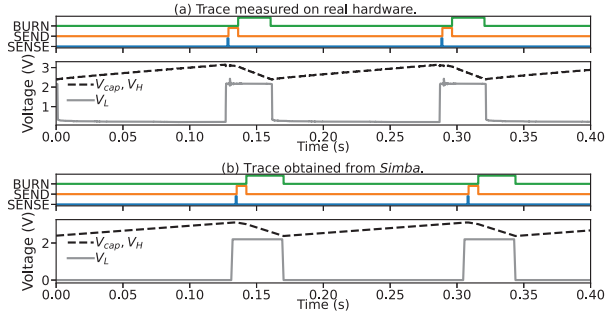 (a) Trace measured on real hardware.
BURN
SEND
SENSE
3
2
1
Voltage (V)
V_cap, V_H
V_L
0.00 0.05 0.10 0.15 0.20 0.25 0.30 0.35 0.40
Time (s)
(b) Trace obtained from Simba.
BURN
SEND
SENSE
2
0
Voltage (V)
V_cap, V_H
V_L
0.00 0.05 0.10 0.15 0.20 0.25 0.30 0.35 0.40
Time (s)